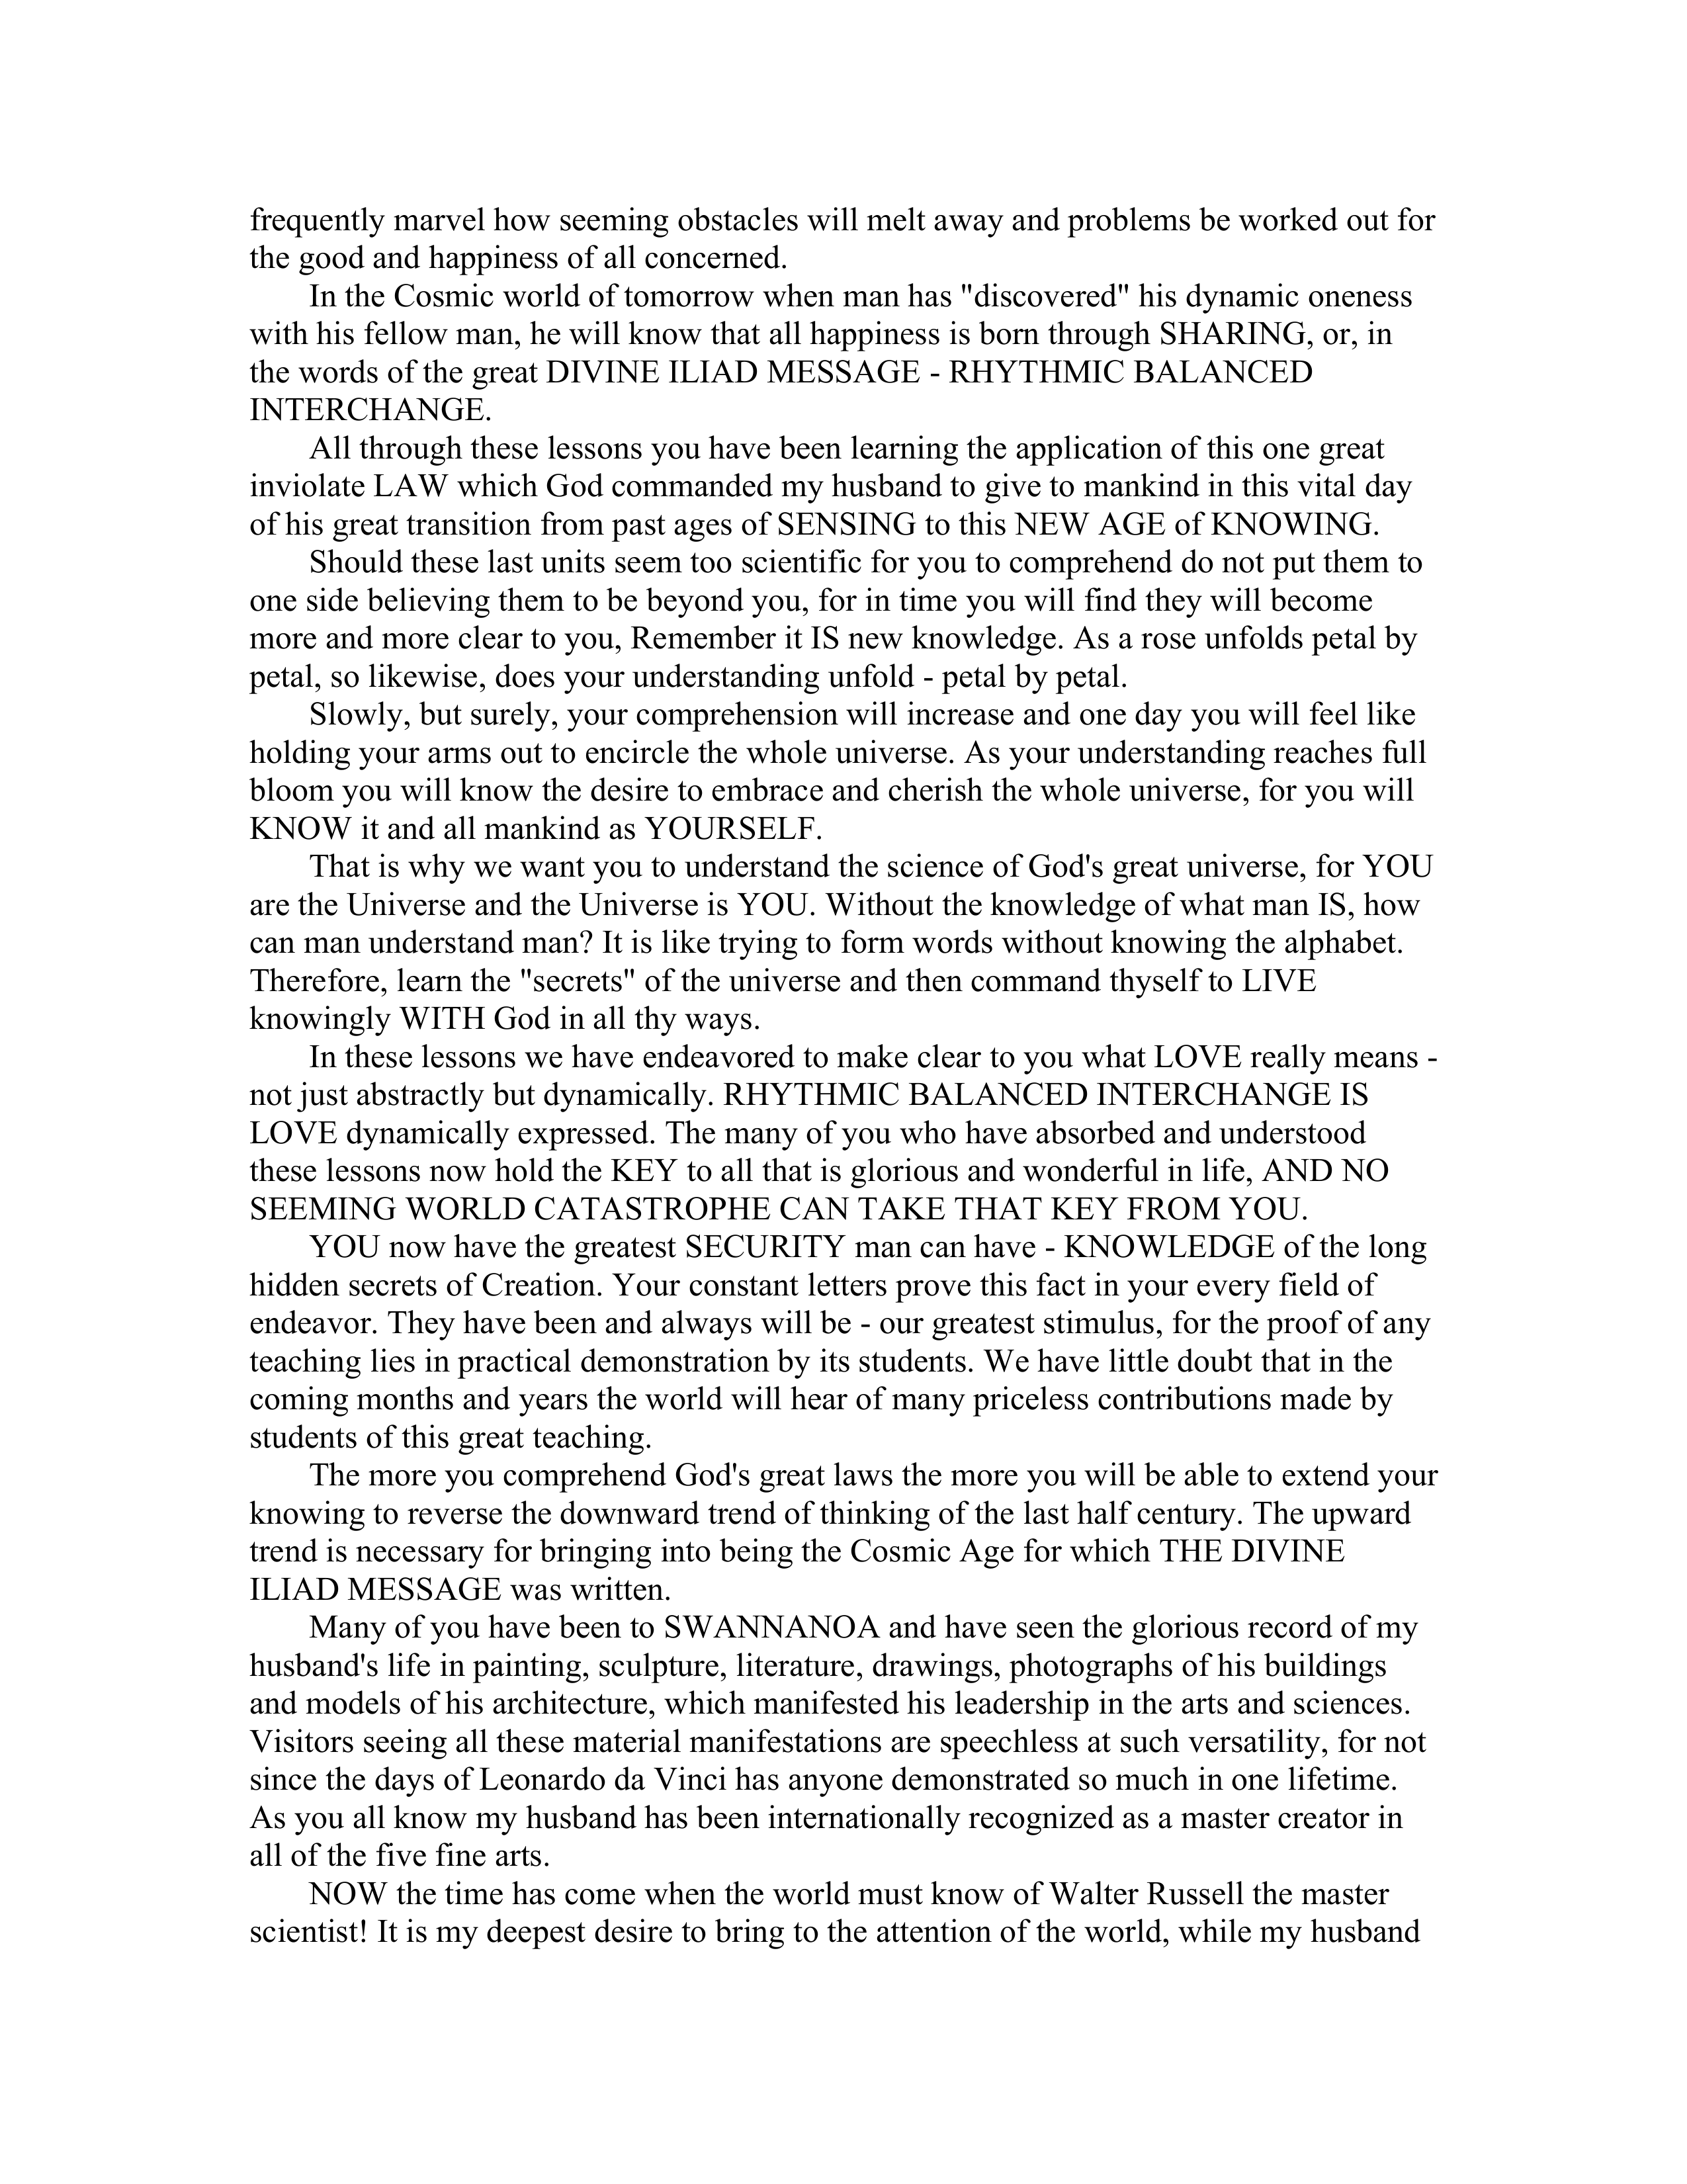 frequently marvel how seeming obstacles will melt away and problems be worked out for
the good and happiness of all concerned.
In the Cosmic world of tomorrow when man has "discovered" his dynamic oneness
with his fellow man, he will know that all happiness is born through SHARING, or, in
the words of the great DIVINE ILIAD MESSAGE - RHYTHMIC BALANCED
INTERCHANGE.
All through these lessons you have been learning the application of this one great
inviolate LAW which God commanded my husband to give to mankind in this vital day
of his great transition from past ages of SENSING to this NEW AGE of KNOWING.
Should these last units seem too scientific for you to comprehend do not put them to
one side believing them to be beyond you, for in time you will find they will become
more and more clear to you, Remember it IS new knowledge. As a rose unfolds petal by
petal, so likewise, does your understanding unfold - petal by petal.
Slowly, but surely, your comprehension will increase and one day you will feel like
holding your arms out to encircle the whole universe. As your understanding reaches full
bloom you will know the desire to embrace and cherish the whole universe, for you will
KNOW it and all mankind as YOURSELF.
That is why we want you to understand the science of God's great universe, for YOU
are the Universe and the Universe is YOU. Without the knowledge of what man IS, how
can man understand man? It is like trying to form words without knowing the alphabet.
Therefore, learn the "secrets" of the universe and then command thyself to LIVE
knowingly WITH God in all thy ways.
In these lessons we have endeavored to make clear to you what LOVE really means -
not just abstractly but dynamically. RHYTHMIC BALANCED INTERCHANGE IS
LOVE dynamically expressed. The many of you who have absorbed and understood
these lessons now hold the KEY to all that is glorious and wonderful in life, AND NO
SEEMING WORLD CATASTROPHE CAN TAKE THAT KEY FROM YOU.
YOU now have the greatest SECURITY man can have - KNOWLEDGE of the long
hidden secrets of Creation. Your constant letters prove this fact in your every field of
endeavor. They have been and always will be - our greatest stimulus, for the proof of any
teaching lies in practical demonstration by its students. We have little doubt that in the
coming months and years the world will hear of many priceless contributions made by
students of this great teaching.
The more you comprehend God's great laws the more you will be able to extend your
knowing to reverse the downward trend of thinking of the last half century. The upward
trend is necessary for bringing into being the Cosmic Age for which THE DIVINE
ILIAD MESSAGE was written.
Many of you have been to SWANNANOA and have seen the glorious record of my
husband's life in painting, sculpture, literature, drawings, photographs of his buildings
and models of his architecture, which manifested his leadership in the arts and sciences.
Visitors seeing all these material manifestations are speechless at such versatility, for not
since the days of Leonardo da Vinci has anyone demonstrated so much in one lifetime.
As you all know my husband has been internationally recognized as a master creator in
all of the five fine arts.
NOW the time has come when the world must know of Walter Russell the master
scientist! It is my deepest desire to bring to the attention of the world, while my husband